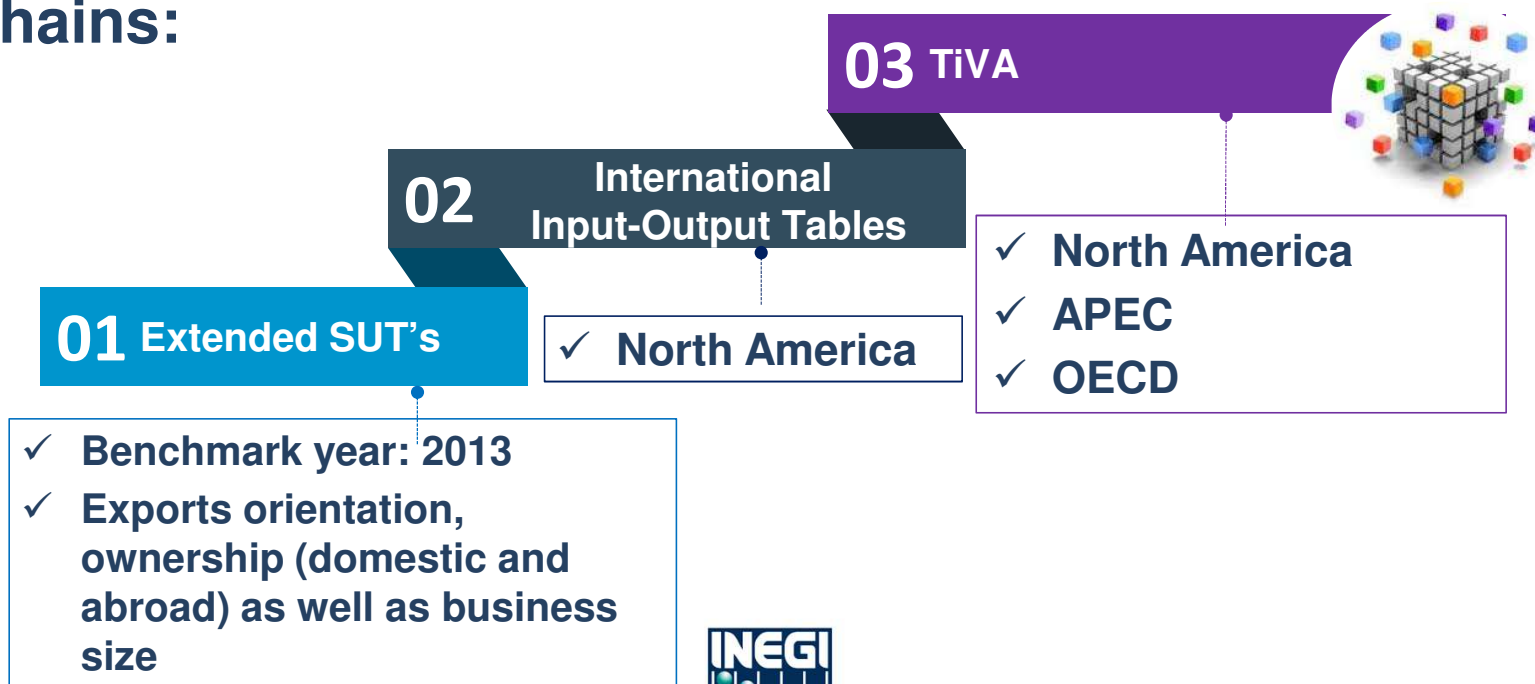 hains:
03 TiVA
02 International
Input-Output Tables
01 Extended SUT’s
✓ North America
✓ North America
✓ APEC
✓ OECD
✓ Benchmark year: 2013
✓ Exports orientation,
ownership (domestic and
abroad) as well as business
size
INEGI